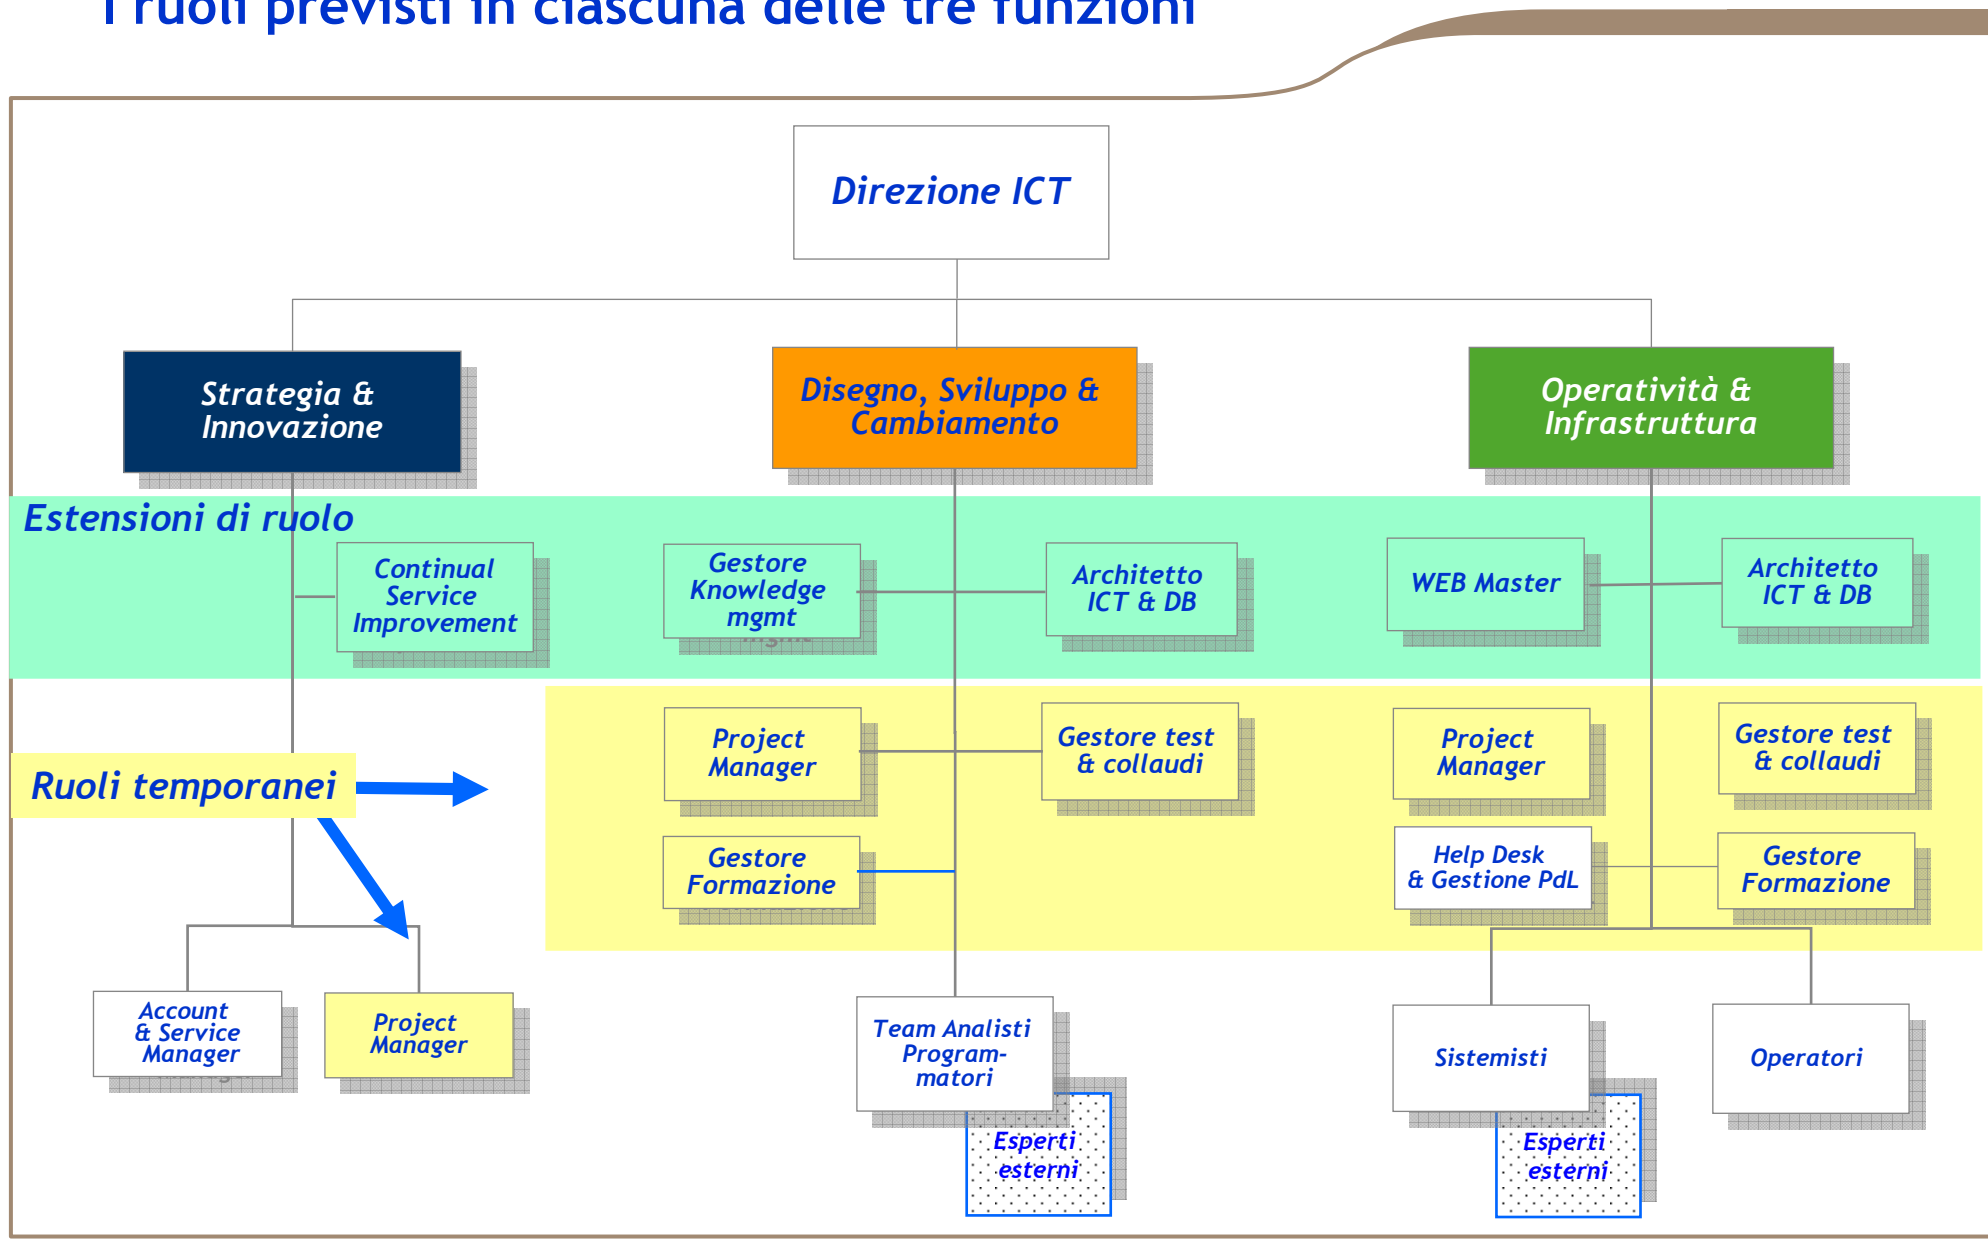 I ruoli previsti in ciascuna delle tre funzioni
Direzione ICT
Strategia &
Innovazione
Disegno, Sviluppo &
Cambiamento
Operatività &
Infrastruttura
Estensioni di ruolo
Continual
Service
Improvement
Gestore
Knowledge
mgmt
Architetto
ICT & DB
WEB Master
Architetto
ICT & DB
Ruoli temporanei
Project
Manager
Gestore test
& collaudi
Project
Manager
Gestore test
& collaudi
Gestore
Formazione
Help Desk
& Gestione PdL
Gestore
Formazione
Account
& Service
Manager
Project
Manager
Team Analisti
Program-
matori
Sistemisti
Operatori
Esperti
esterni
Esperti
esterni